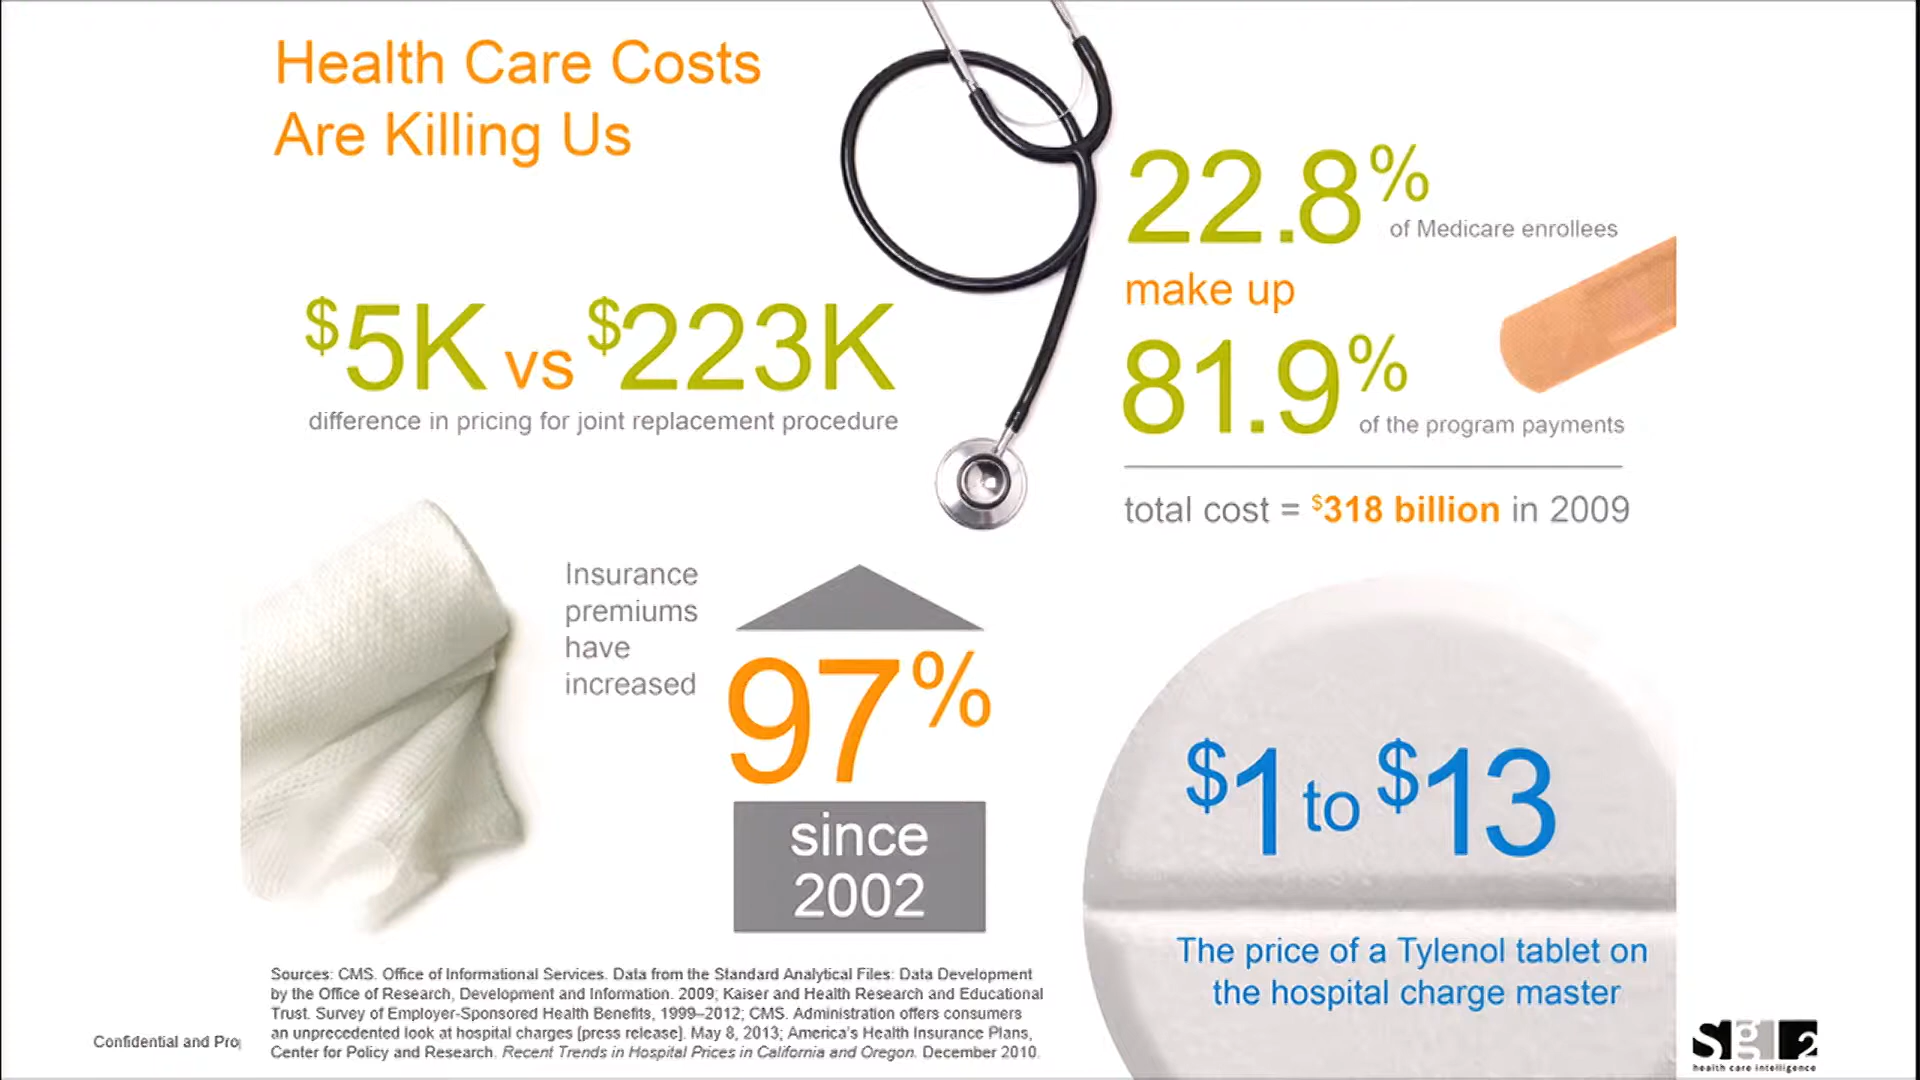 Health Care Costs
Are Killing Us
$5K vs $223K
difference in pricing for joint replacement procedure
22.8%
of Medicare enrollees
make up
81.9%
of the program payments
total cost = $318 billion in 2009
Insurance
premiums
have
increased
97%
since
2002
$1 to $13
The price of a Tylenol tablet on
the hospital charge master
Sources: CMS. Office of Informational Services. Data from the Standard Analytical Files: Data Development
by the Office of Research, Development and Information. 2009; Kaiser and Health Research and Educational
Trust. Survey of Employer-Sponsored Health Benefits, 1999–2012; CMS. Administration offers consumers
an unprecedented look at hospital charges [press release]. May 8, 2013; America's Health Insurance Plans,
Center for Policy and Research. Recent Trends in Hospital Prices in California and Oregon. December 2010.
Confidential and Pro
Sg2
health care intelligence